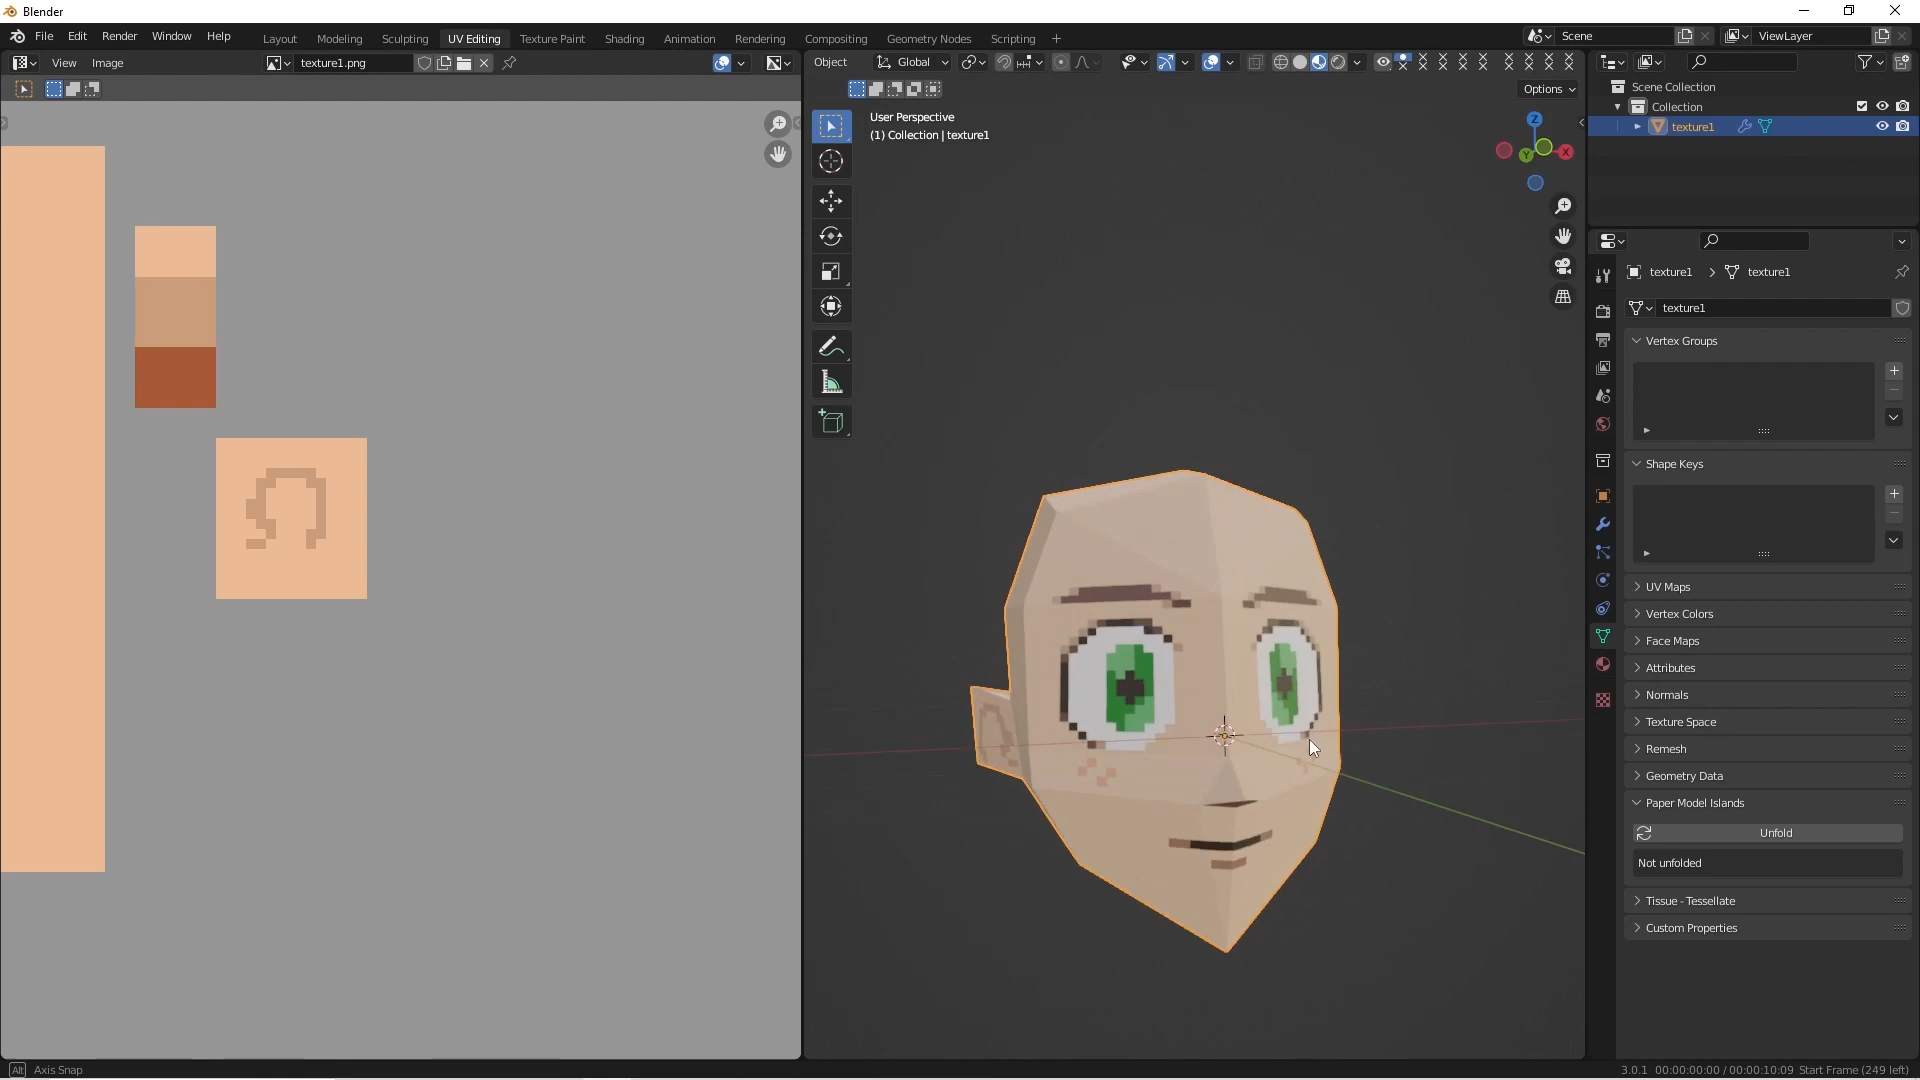 Blender
File Edit Render Window Help
Layout Modeling Sculpting UV Editing Texture Paint Shading Animation Rendering Compositing Geometry Nodes Scripting +
Scene
ViewLayer
View Image
texture1.png
Object
Global
Options
User Perspective
(1) Collection | texture1
Z
X
Y
Scene Collection
Collection
texture1
texture1 > texture1
texture1
Vertex Groups
Shape Keys
UV Maps
Vertex Colors
Face Maps
Attributes
Normals
Texture Space
Remesh
Geometry Data
Paper Model Islands
Unfold
Not unfolded
Tissue - Tessellate
Custom Properties
Alt Axis Snap
3.0.1 00:00:00:00 / 00:00:10:09 Start Frame (249 left)